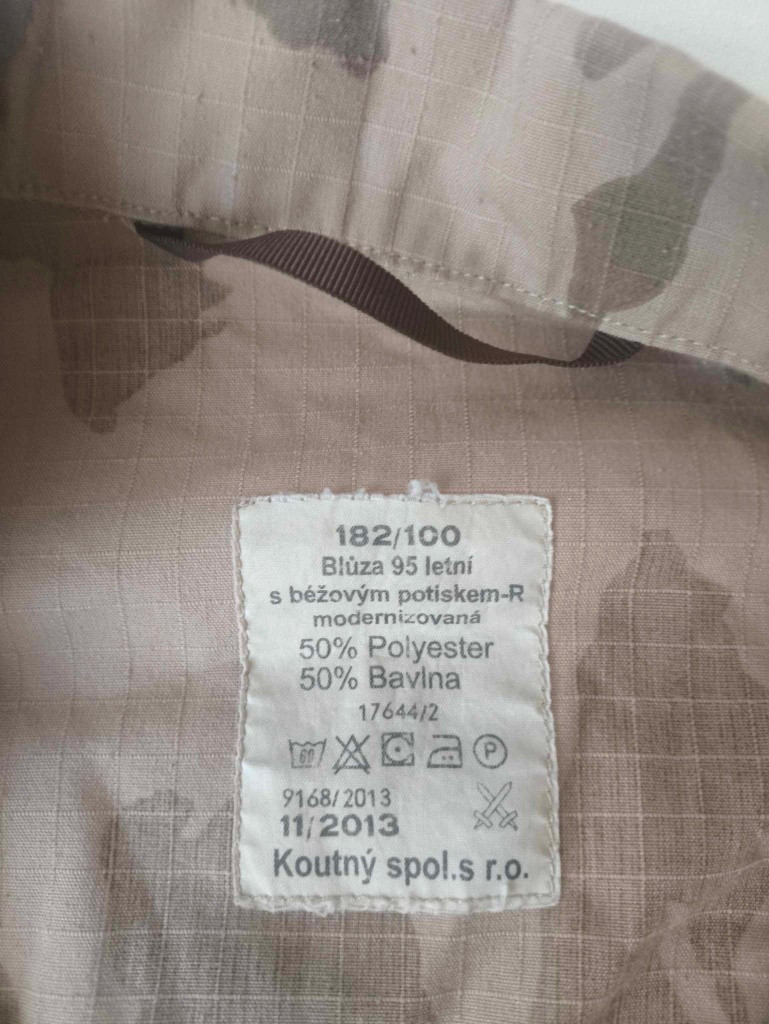 182/100
Blůza 95 letní
s béžovým potiskem-R
modernizovaná
50% Polyester
50% Bavlna
17644/2
60 P
9168/2013
11/2013
Koutný spol.s r.o.